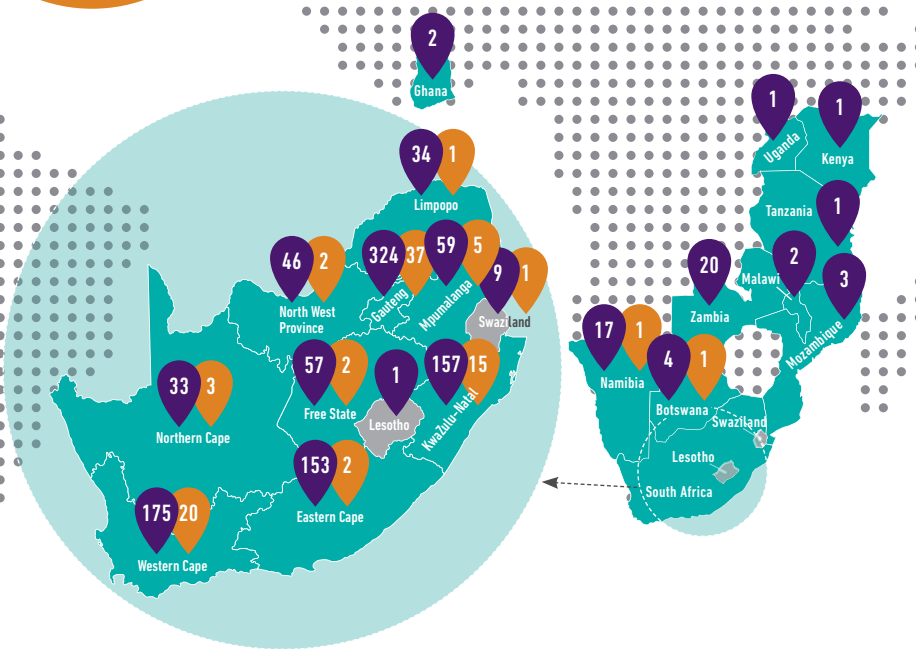 2
Ghana
34 1
Limpopo
46 2
North West
Province
324 37
Gauteng
59 5
Mpumalanga
9 1
Swaziland
33 3
Northern Cape
57 2
Free State
1
Lesotho
157 15
KwaZulu-Natal
153 2
Eastern Cape
175 20
Western Cape
1
Uganda
1
Kenya
Tanzania
1
20
Zambia
Malawi
2
3
Mozambique
17 1
Namibia
4 1
Botswana
Swaziland
Lesotho
South Africa